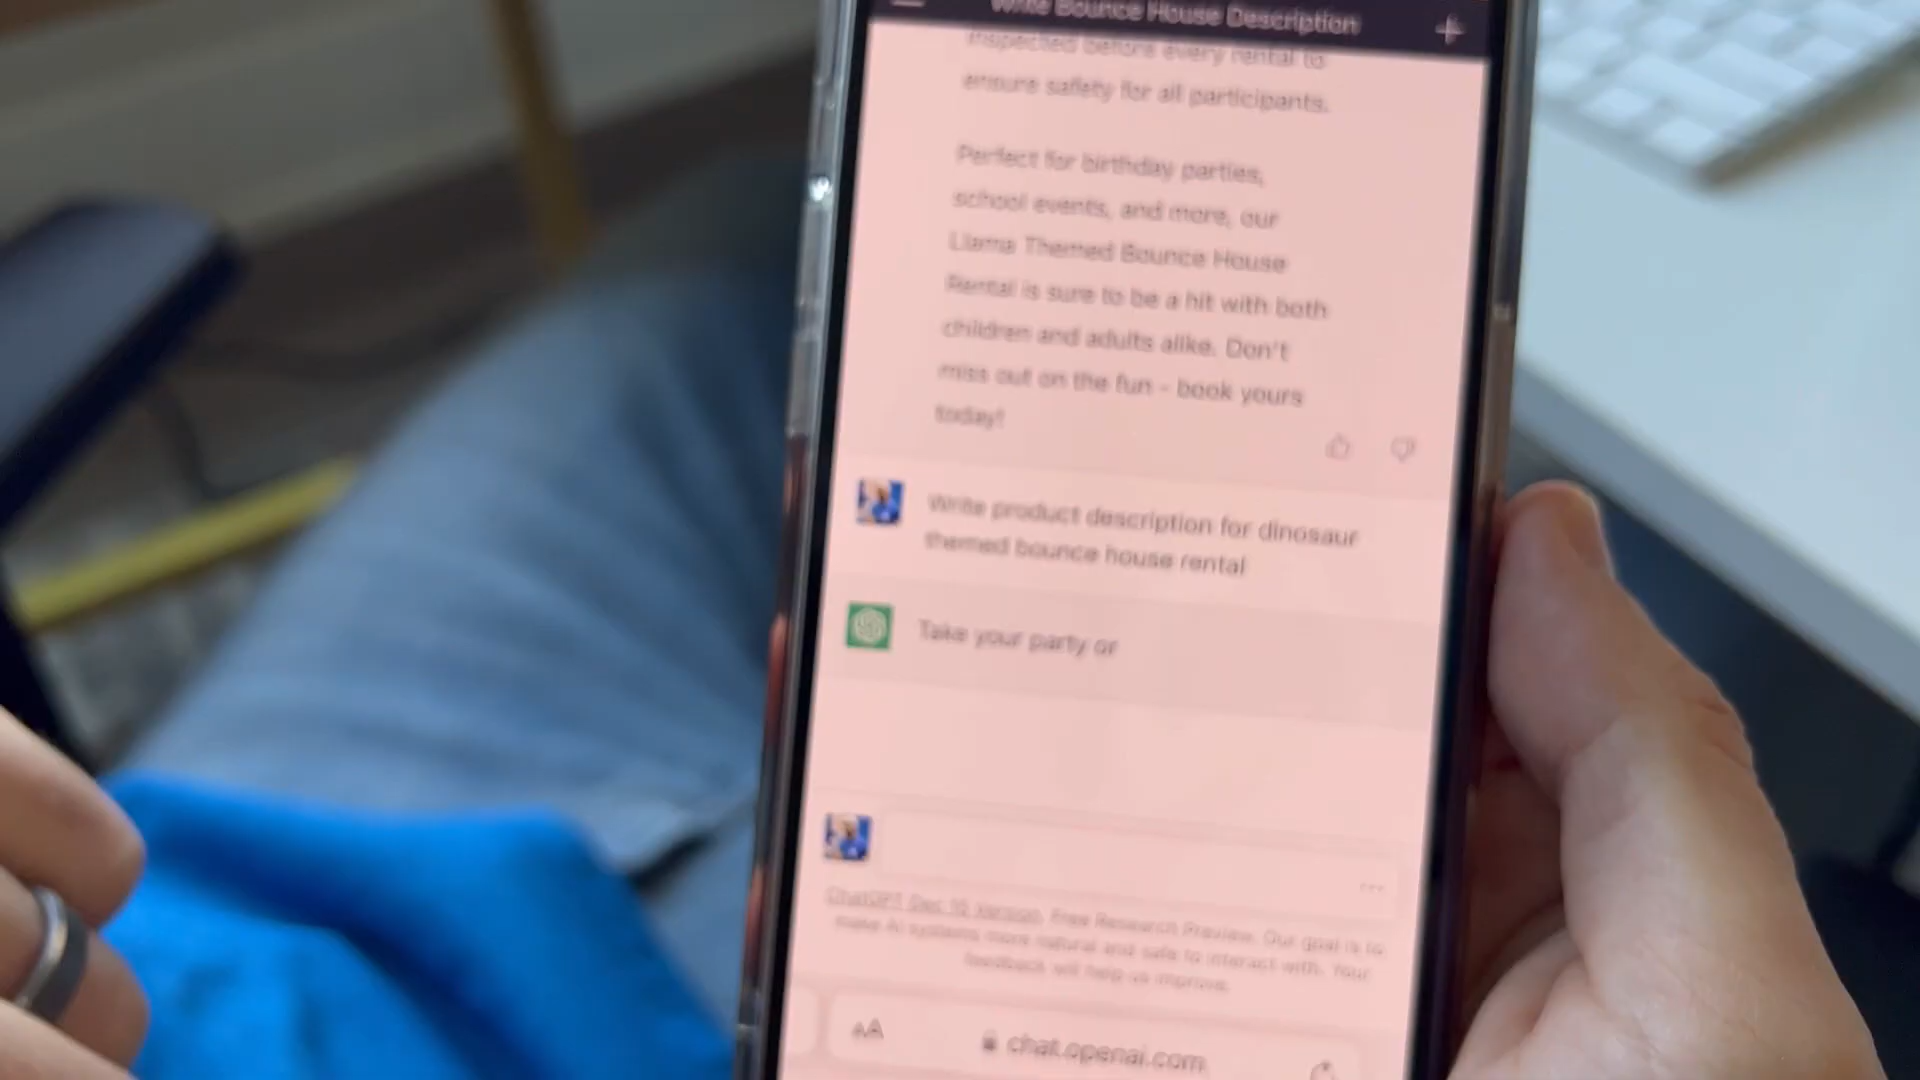 Write Bounce House Description
inspected before every rental to
ensure safety for all participants.
Perfect for birthday parties,
school events, and more, our
Llama Themed Bounce House
Rental is sure to be a hit with both
children and adults alike. Don't
miss out on the fun - book yours
today!
Write product description for dinosaur
themed bounce house rental
Take your party or
ChatGPT Dec 15 Version. Free Research Preview. Our goal is to
make AI systems more natural and safe to interact with. Your
feedback will help us improve.
AA
chat.openai.com